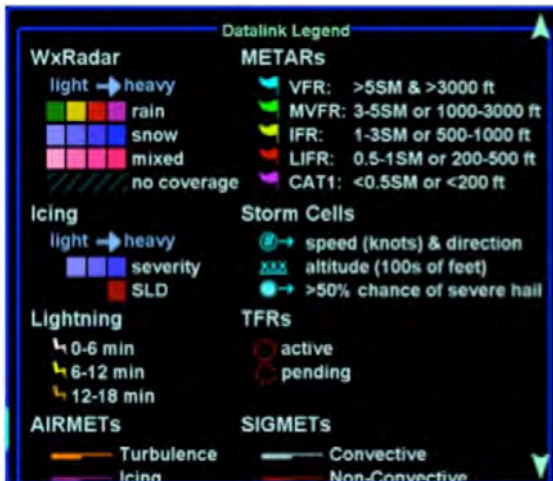 Datalink Legend
WxRadar
light heavy
rain
snow
mixed
no coverage
METARs
VFR: >5SM & >3000 ft
MVFR: 3-5SM or 1000-3000 ft
IFR: 1-3SM or 500-1000 ft
LIFR: 0.5-1SM or 200-500 ft
CAT1: <0.5SM or <200 ft
Icing
light heavy
severity
SLD
Storm Cells
# speed (knots) & direction
XXX altitude (100s of feet)
>50% chance of severe hail
Lightning
0-6 min
6-12 min
12-18 min
TFRs
active
pending
AIRMETs
Turbulence
Icing
SIGMETs
Convective
Non-Convective